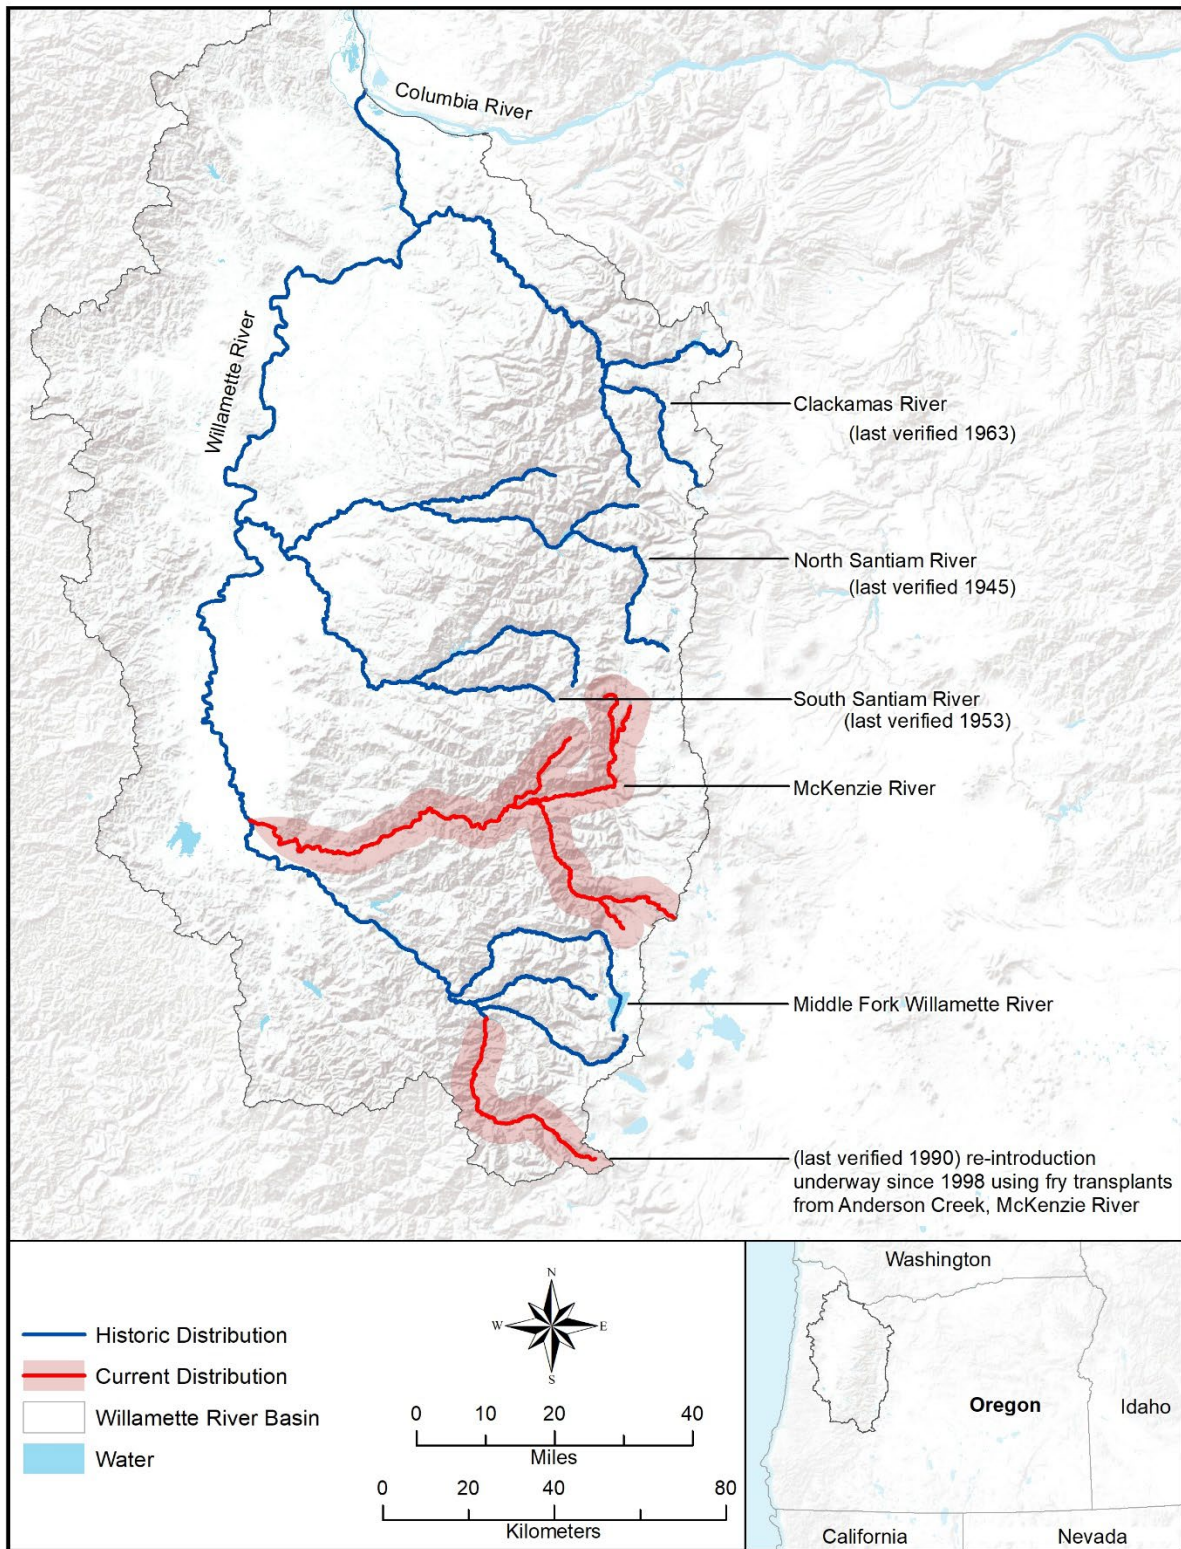 Columbia River
Willamette River
Clackamas River
(last verified 1963)
North Santiam River
(last verified 1945)
South Santiam River
(last verified 1953)
McKenzie River
Middle Fork Willamette River
(last verified 1990) re-introduction
underway since 1998 using fry transplants
from Anderson Creek, McKenzie River
Historic Distribution
Current Distribution
Willamette River Basin
Water
N
W
E
S
0 10 20 40
Miles
0 20 40 80
Kilometers
Washington
Oregon
Idaho
California
Nevada